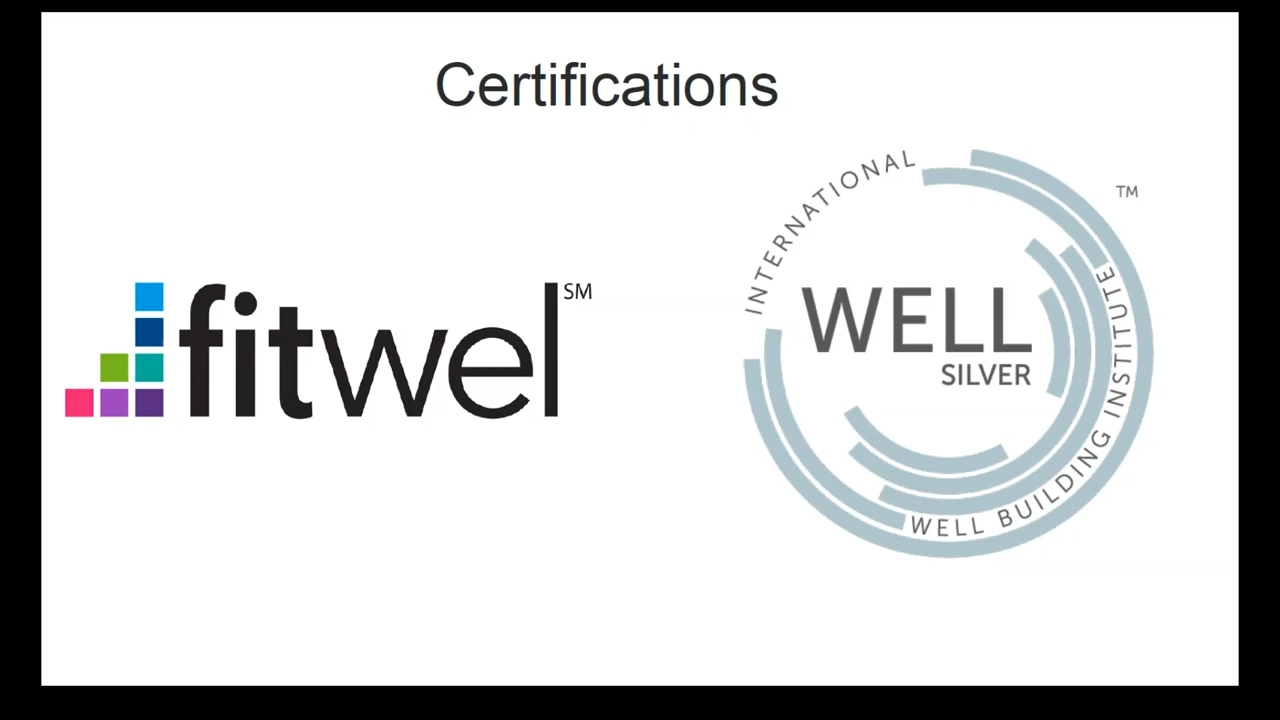 Certifications
fitwel SM
INTERNATIONAL
WELL BUILDING INSTITUTE
TM
WELL
SILVER